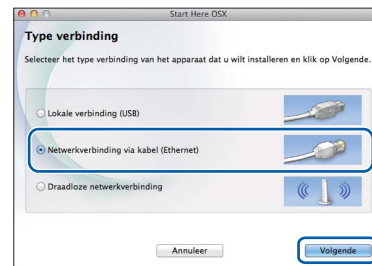 Start Here OSX
Type verbinding
Selecteer het type verbinding van het apparaat dat u wilt installeren en klik op Volgende.
Lokale verbinding (USB)
Netwerkverbinding via kabel (Ethernet)
Draadloze netwerkverbinding
Annuleer
Volgende